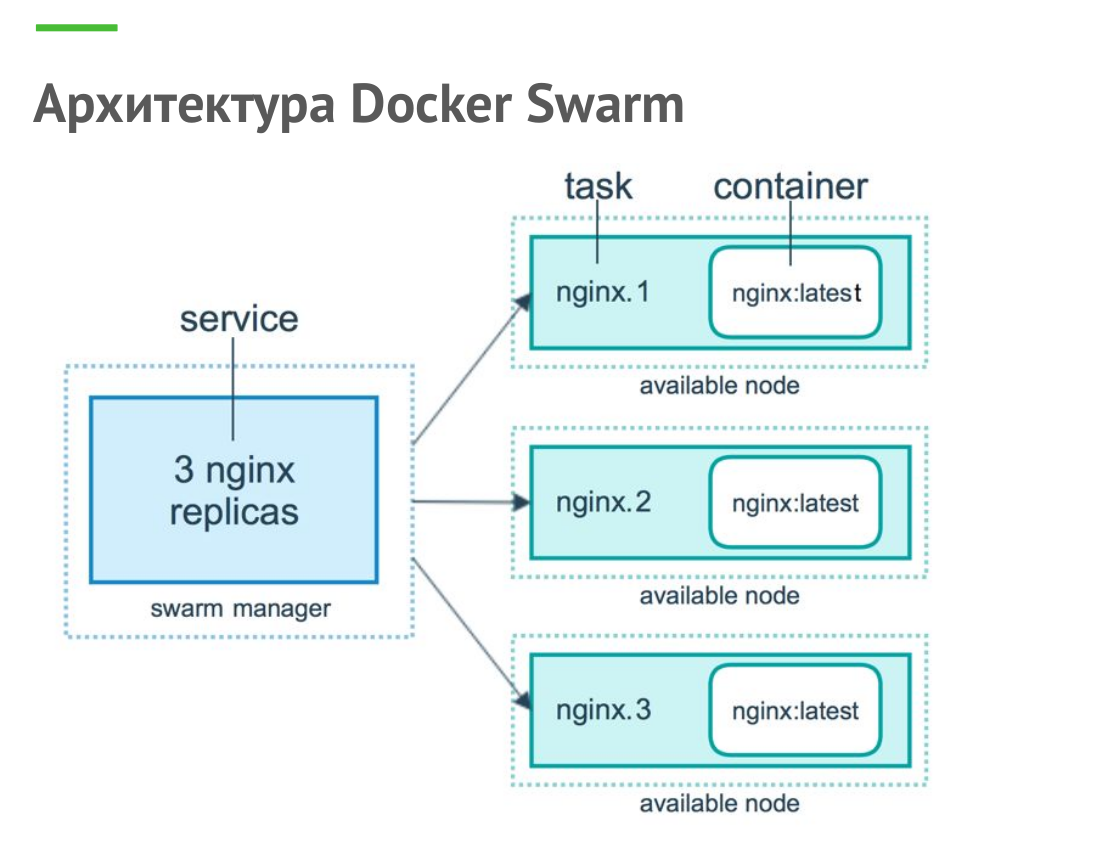 Архитектура Docker Swarm
task
container
nginx.1
nginx:latest
available node
service
3 nginx
replicas
swarm manager
nginx.2
nginx:latest
available node
nginx.3
nginx:latest
available node